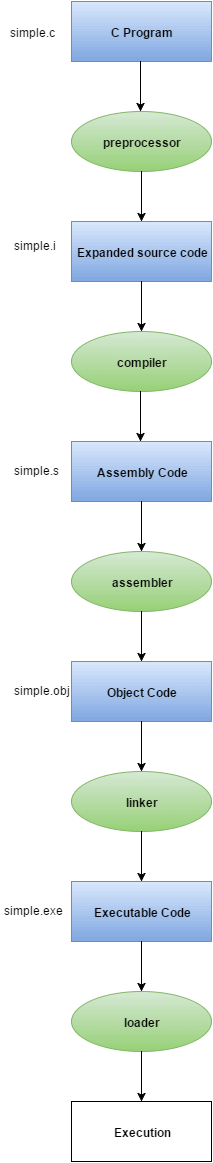 simple.c
C Program
preprocessor
simple.i
Expanded source code
compiler
simple.s
Assembly Code
assembler
simple.obj
Object Code
linker
simple.exe
Executable Code
loader
Execution